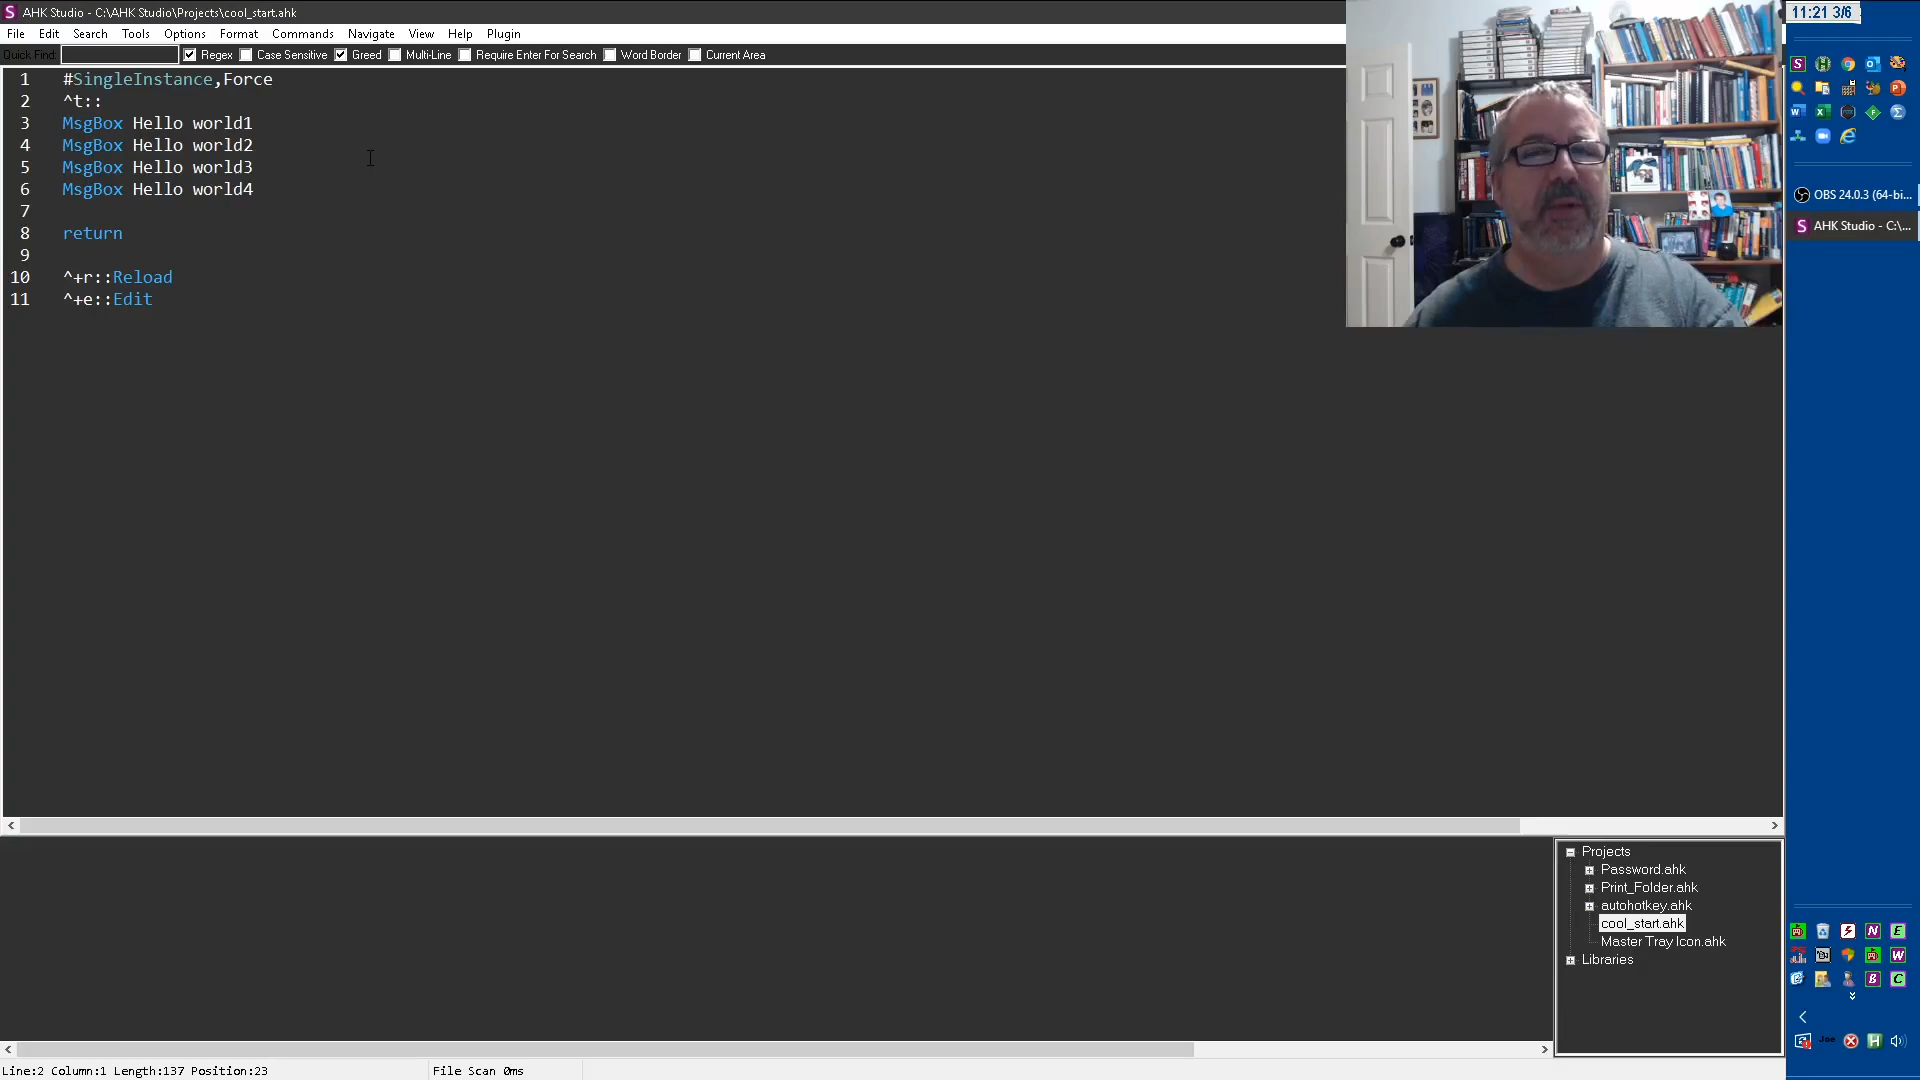 AHK Studio - C:\AHK Studio\Projects\cool_start.ahk
File Edit Search Tools Options Format Commands Navigate View Help Plugin
Quick Find: Regex Case Sensitive Greed Multi-Line Require Enter For Search Word Border Current Area
1 #SingleInstance,Force
2 ^t::
3 MsgBox Hello world1
4 MsgBox Hello world2
5 MsgBox Hello world3
6 MsgBox Hello world4
7
8 return
9
10 ^+r::Reload
11 ^+e::Edit
11:21 3/6
OBS 24.0.3 (64-bi...
AHK Studio - C:\...
Projects
Password.ahk
Print_Folder.ahk
autohotkey.ahk
cool_start.ahk
Master Tray Icon.ahk
Libraries
Joe
Line:2 Column:1 Length:137 Position:23 File Scan 0ms